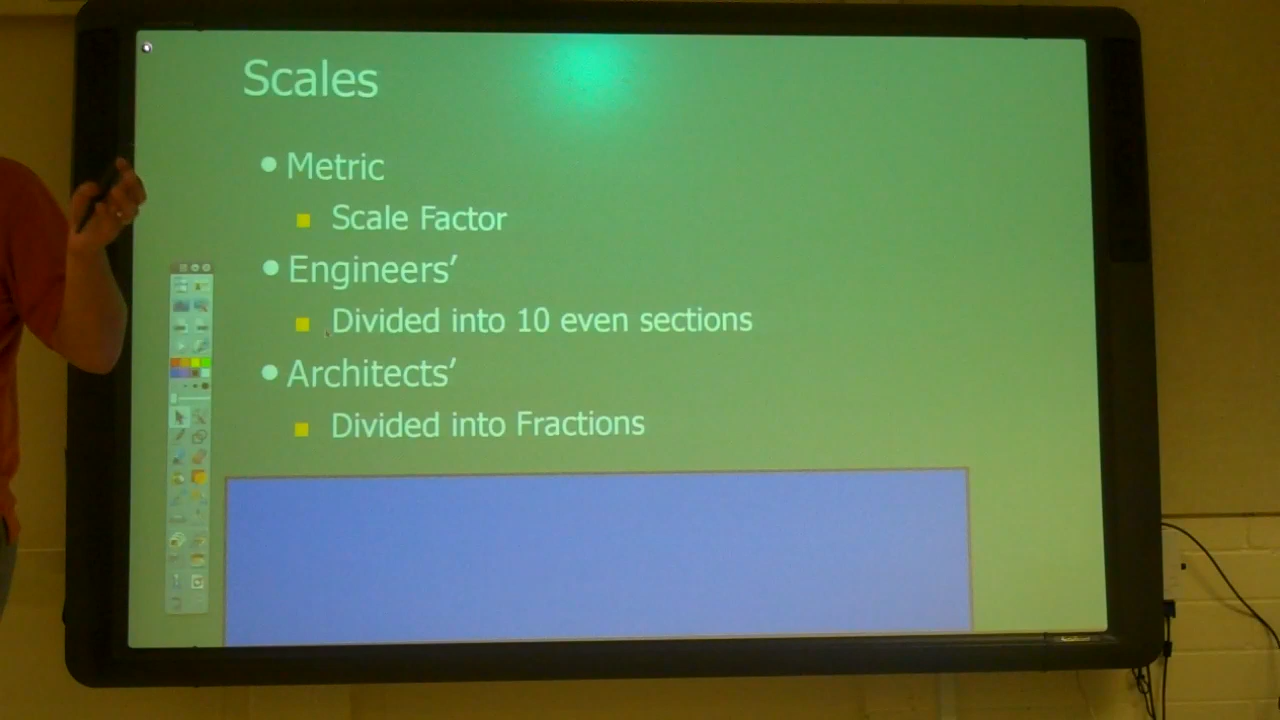 Scales
Metric
Scale Factor
Engineers’
Divided into 10 even sections
Architects’
Divided into Fractions